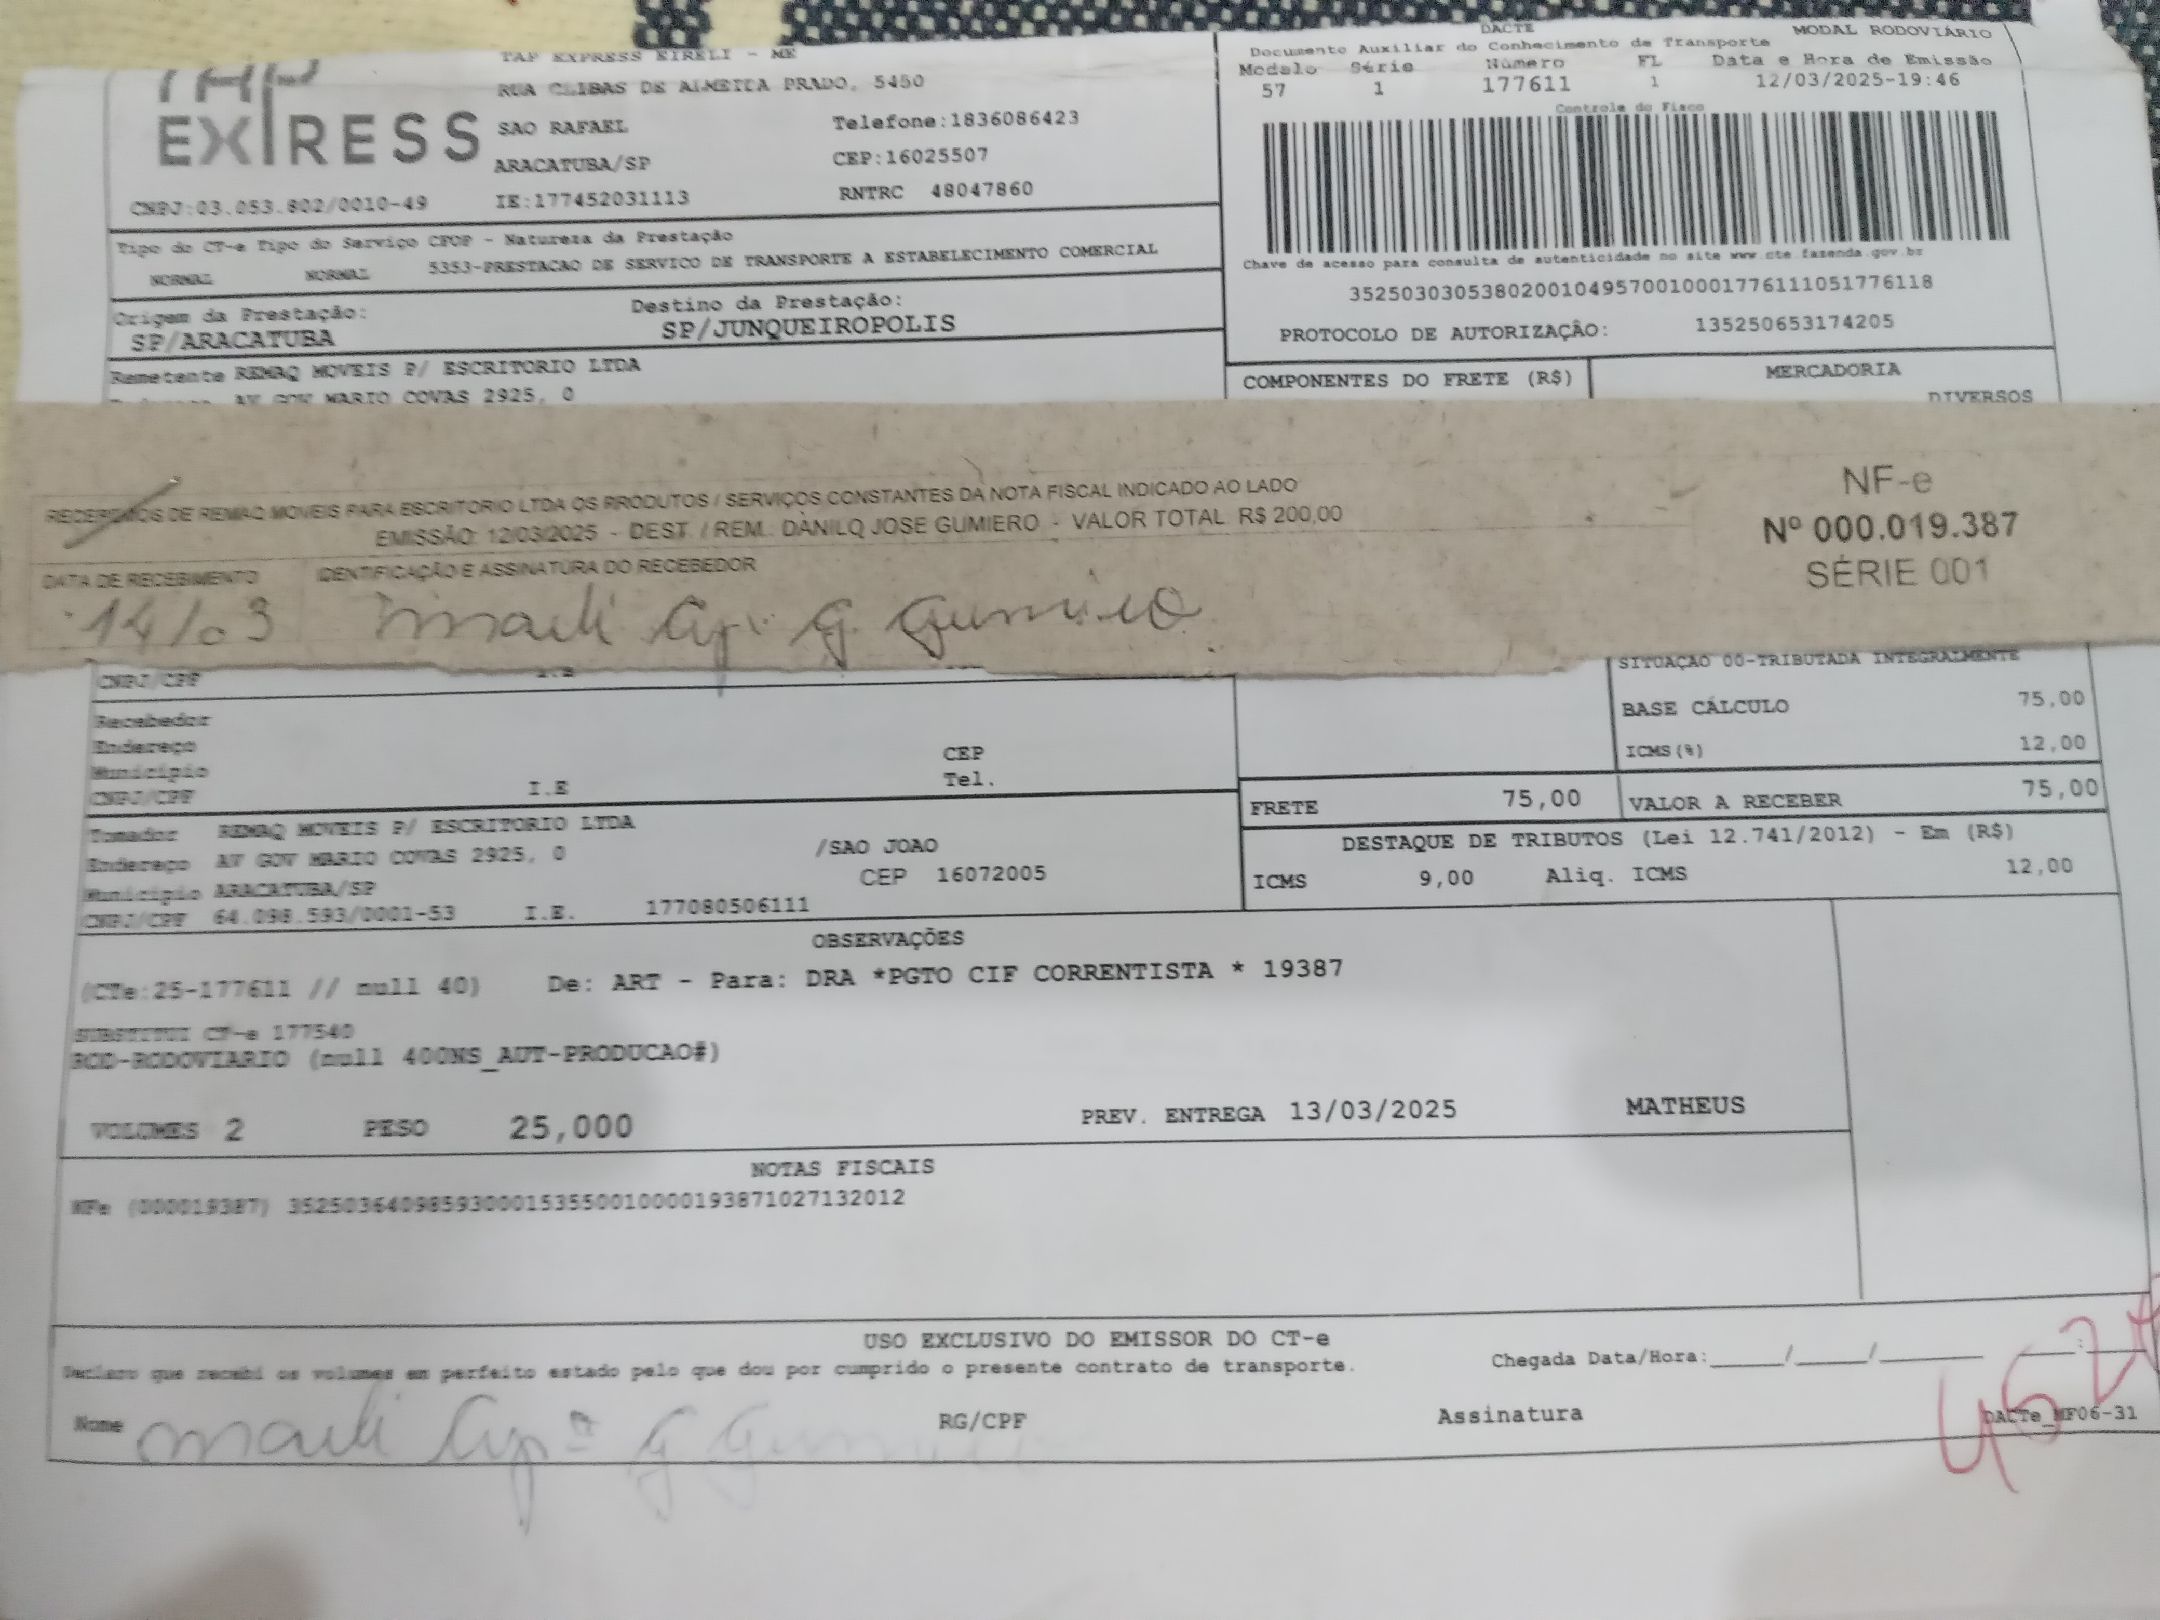 TAP EXPRESS EIRELI - ME
RUA CLIBAS DE ALMEIDA PRADO, 5450
SAO RAFAEL
Telefone:1836086423
ARACATUBA/SP
CEP:16025507
CNPJ:03.053.802/0010-49
IE:177452031113
RNTRC 48047860
TAP EXPRESS
DACTE
MODAL RODOVIÁRIO
Documento Auxiliar do Conhecimento de Transporte
Modelo Série Número FL Data e Hora de Emissão
57 1 177611 1 12/03/2025-19:46
Controle do Fisco
Chave de acesso para consulta de autenticidade no site www.cte.fazenda.gov.br
35250303053802001049570010001776111051776118
PROTOCOLO DE AUTORIZAÇÃO: 135250653174205
Tipo do CT-e Tipo do Serviço CFOP - Natureza da Prestação
NORMAL NORMAL 5353-PRESTACAO DE SERVICO DE TRANSPORTE A ESTABELECIMENTO COMERCIAL
Origem da Prestação: Destino da Prestação:
SP/ARACATUBA SP/JUNQUEIROPOLIS
Remetente REMAQ MOVEIS P/ ESCRITORIO LTDA
Endereço AV GOV MARIO COVAS 2925, 0
COMPONENTES DO FRETE (R$)
MERCADORIA
DIVERSOS
RECEBEMOS DE REMAQ MOVEIS PARA ESCRITORIO LTDA OS PRODUTOS / SERVIÇOS CONSTANTES DA NOTA FISCAL INDICADO AO LADO
EMISSÃO: 12/03/2025 - DEST. / REM.: DANILO JOSE GUMIERO - VALOR TOTAL: R$ 200,00
DATA DE RECEBIMENTO IDENTIFICAÇÃO E ASSINATURA DO RECEBEDOR
14/03 Gumiero
NF-e
Nº 000.019.387
SÉRIE 001
CNPJ/CPF I.E
Recebedor
Endereço
Município
CNPJ/CPF I.E
CEP
Tel.
SITUAÇÃO 00-TRIBUTADA INTEGRALMENTE
BASE CÁLCULO 75,00
ICMS(%) 12,00
FRETE 75,00 VALOR A RECEBER 75,00
Tomador REMAQ MOVEIS P/ ESCRITORIO LTDA
Endereço AV GOV MARIO COVAS 2925, 0 /SAO JOAO
Município ARACATUBA/SP CEP 16072005
CNPJ/CPF 64.098.593/0001-53 I.E. 177080506111
DESTAQUE DE TRIBUTOS (Lei 12.741/2012) - Em (R$)
ICMS 9,00 Aliq. ICMS 12,00
OBSERVAÇÕES
(CTe:25-177611 // null 40) De: ART - Para: DRA *PGTO CIF CORRENTISTA * 19387
SUBSTITUI CT-e 177540
ROD-RODOVIARIO (null 400NS_AUT-PRODUCAO#)
VOLUMES 2 PESO 25,000 PREV. ENTREGA 13/03/2025 MATHEUS
NOTAS FISCAIS
NFe (000019387) 35250364098593000153550010000193871027132012
USO EXCLUSIVO DO EMISSOR DO CT-e
Declaro que recebi os volumes em perfeito estado pelo que dou por cumprido o presente contrato de transporte.
Chegada Data/Hora:_____/_____/_______ ____:____
Nome RG/CPF Assinatura
DACTe_MF06-31